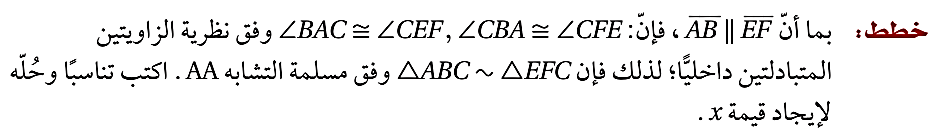 خطط: بما أنّ AB ∥ EF ، فإنّ: ∠BAC ≅ ∠CEF, ∠CBA ≅ ∠CFE وفق نظرية الزاويتين
المتبادلتين داخليًّا؛ لذلك فإن △ABC ~ △EFC وفق مسلمة التشابه AA . اكتب تناسبًا وحُلّه
لإيجاد قيمة x .